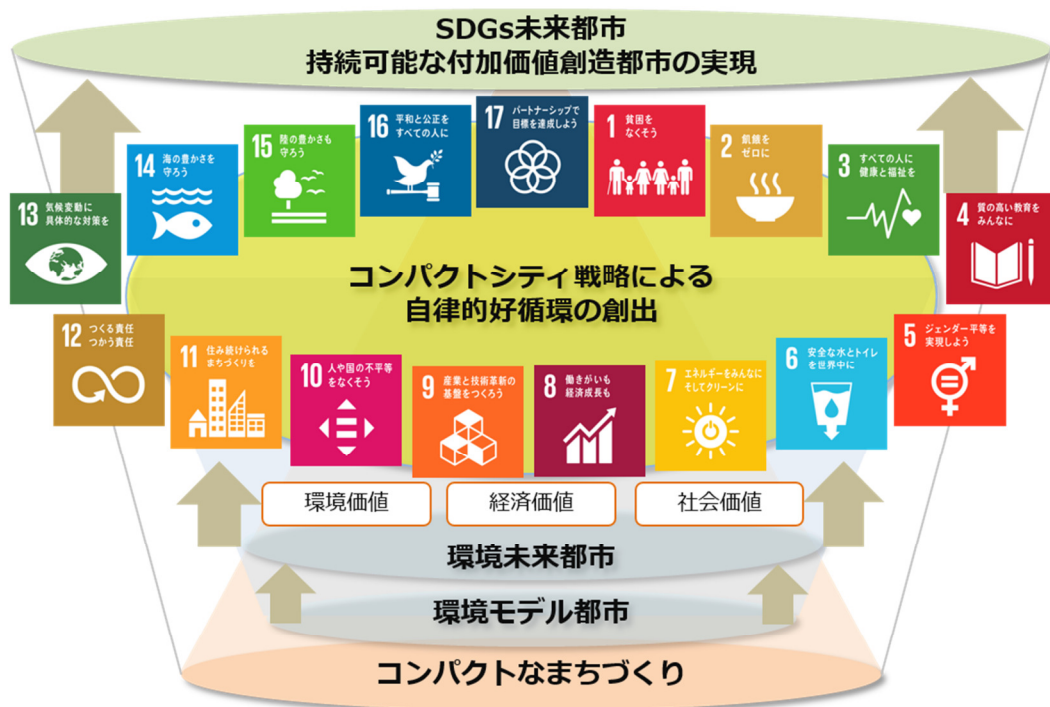 SDGs未来都市
持続可能な付加価値創造都市の実現
13 気候変動に
具体的な対策を
14 海の豊かさを
守ろう
15 陸の豊かさも
守ろう
16 平和と公正を
すべての人に
17 パートナーシップで
目標を達成しよう
1 貧困を
なくそう
2 飢餓を
ゼロに
3 すべての人に
健康と福祉を
4 質の高い教育を
みんなに
コンパクトシティ戦略による
自律的好循環の創出
12 つくる責任
つかう責任
11 住み続けられる
まちづくりを
10 人や国の不平等
をなくそう
9 産業と技術革新の
基盤をつくろう
8 働きがいも
経済成長も
7 エネルギーをみんなに
そしてクリーンに
6 安全な水とトイレ
を世界中に
5 ジェンダー平等を
実現しよう
環境価値
経済価値
社会価値
環境未来都市
環境モデル都市
コンパクトなまちづくり